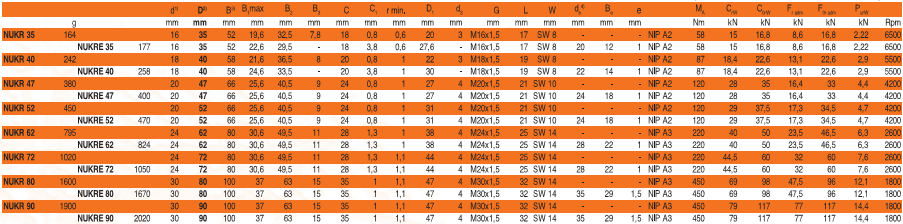 d¹⁾ D²⁾ B³⁾ B₁max B₂ B₃ C C₁ r min. D₁ d₂ G L W d₃⁴⁾ B₄ e M_A C_rW C_0rW F_r adm F_0r adm P_urW
g mm mm mm mm mm mm mm mm mm mm mm mm mm mm mm mm mm Nm kN kN kN kN kN Rpm
NUKR 35 164 16 35 52 19,6 32,5 7,8 18 0,8 0,6 20 3 M16x1,5 17 SW 8 - - - NIP A2 58 15 16,8 8,6 16,8 2,22 6500
NUKRE 35 177 16 35 52 22,6 29,5 - 18 3,8 0,6 27,6 - M16x1,5 17 SW 8 20 12 1 NIP A2 58 15 16,8 8,6 16,8 2,22 6500
NUKR 40 242 18 40 58 21,6 36,5 8 20 0,8 1 22 3 M18x1,5 19 SW 8 - - - NIP A2 87 18,4 22,6 13,1 22,6 2,9 5500
NUKRE 40 258 18 40 58 24,6 33,5 - 20 3,8 1 30 - M18x1,5 19 SW 8 22 14 1 NIP A2 87 18,4 22,6 13,1 22,6 2,9 5500
NUKR 47 380 20 47 66 25,6 40,5 9 24 0,8 1 27 4 M20x1,5 21 SW 10 - - - NIP A2 120 28 35 16,4 33 4,4 4200
NUKRE 47 400 20 47 66 25,6 40,5 9 24 0,8 1 27 4 M20x1,5 21 SW 10 24 18 1 NIP A2 120 28 35 16,4 33 4,4 4200
NUKR 52 450 20 52 66 25,6 40,5 9 24 0,8 1 31 4 M20x1,5 21 SW 10 - - - NIP A2 120 29 37,5 17,3 34,5 4,7 4200
NUKRE 52 470 20 52 66 25,6 40,5 9 24 0,8 1 31 4 M20x1,5 21 SW 10 24 18 1 NIP A2 120 29 37,5 17,3 34,5 4,7 4200
NUKR 62 795 24 62 80 30,6 49,5 11 28 1,3 1 38 4 M24x1,5 25 SW 14 - - - NIP A3 220 40 50 23,5 46,5 6,3 2600
NUKRE 62 824 24 62 80 30,6 49,5 11 28 1,3 1 38 4 M24x1,5 25 SW 14 28 22 1 NIP A3 220 40 50 23,5 46,5 6,3 2600
NUKR 72 1020 24 72 80 30,6 49,5 11 28 1,3 1,1 44 4 M24x1,5 25 SW 14 - - - NIP A3 220 44,5 60 32 60 7,6 2600
NUKRE 72 1050 24 72 80 30,6 49,5 11 28 1,3 1,1 44 4 M24x1,5 25 SW 14 28 22 1 NIP A3 220 44,5 60 32 60 7,6 2600
NUKR 80 1600 30 80 100 37 63 15 35 1 1,1 47 4 M30x1,5 32 SW 14 - - - NIP A3 450 69 98 47,5 96 12,1 1800
NUKRE 80 1670 30 80 100 37 63 15 35 1 1,1 47 4 M30x1,5 32 SW 14 35 29 1,5 NIP A3 450 69 98 47,5 96 12,1 1800
NUKR 90 1900 30 90 100 37 63 15 35 1 1,1 47 4 M30x1,5 32 SW 14 - - - NIP A3 450 79 117 77 117 14,4 1800
NUKRE 90 2020 30 90 100 37 63 15 35 1 1,1 47 4 M30x1,5 32 SW 14 35 29 1,5 NIP A3 450 79 117 77 117 14,4 1800